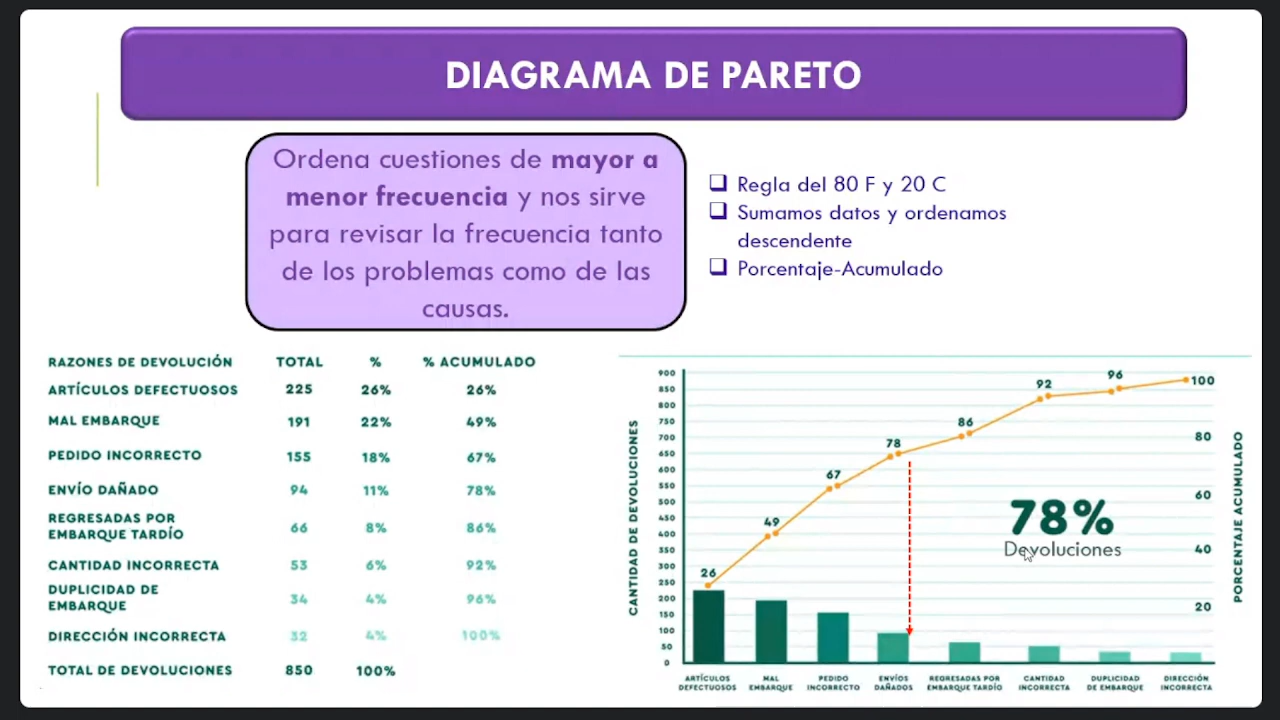 DIAGRAMA DE PARETO
Ordena cuestiones de mayor a
menor frecuencia y nos sirve
para revisar la frecuencia tanto
de los problemas como de las
causas.
❑ Regla del 80 F y 20 C
❑ Sumamos datos y ordenamos
descendente
❑ Porcentaje-Acumulado
RAZONES DE DEVOLUCIÓN TOTAL % % ACUMULADO
ARTÍCULOS DEFECTUOSOS 225 26% 26%
MAL EMBARQUE 191 22% 49%
PEDIDO INCORRECTO 155 18% 67%
ENVÍO DAÑADO 94 11% 78%
REGRESADAS POR
EMBARQUE TARDÍO 66 8% 86%
CANTIDAD INCORRECTA 53 6% 92%
DUPLICIDAD DE
EMBARQUE 34 4% 96%
DIRECCIÓN INCORRECTA 32 4% 100%
TOTAL DE DEVOLUCIONES 850 100%
CANTIDAD DE DEVOLUCIONES
900
850
800
750
700
650
600
550
500
450
400
350
300
250
200
150
100
50
0
26
49
67
78
86
92
96
100
80
60
40
20
PORCENTAJE ACUMULADO
78%
Devoluciones
ARTÍCULOS
DEFECTUOSOS
MAL
EMBARQUE
PEDIDO
INCORRECTO
ENVÍOS
DAÑADOS
REGRESADAS POR
EMBARQUE TARDÍO
CANTIDAD
INCORRECTA
DUPLICIDAD
DE EMBARQUE
DIRECCIÓN
INCORRECTA